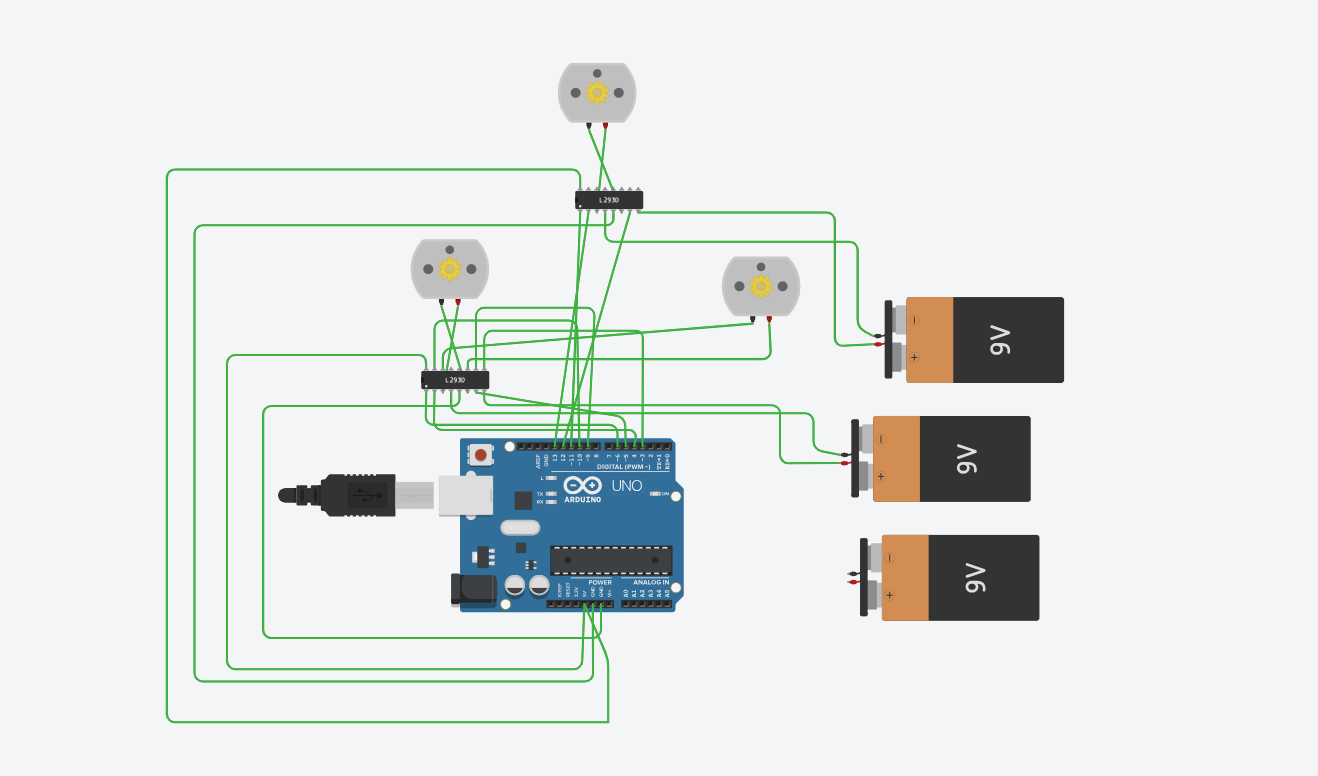 L293D
9V
L293D
9V
AREF
GND
13
12
~11
~10
~9
8
7
~6
~5
4
~3
2
TX→1
RX←0
DIGITAL (PWM~)
L
TX
RX
UNO
ARDUINO
ON
9V
POWER
ANALOG IN
IOREF
RESET
3.3V
5V
GND
GND
Vin
A0
A1
A2
A3
A4
A5